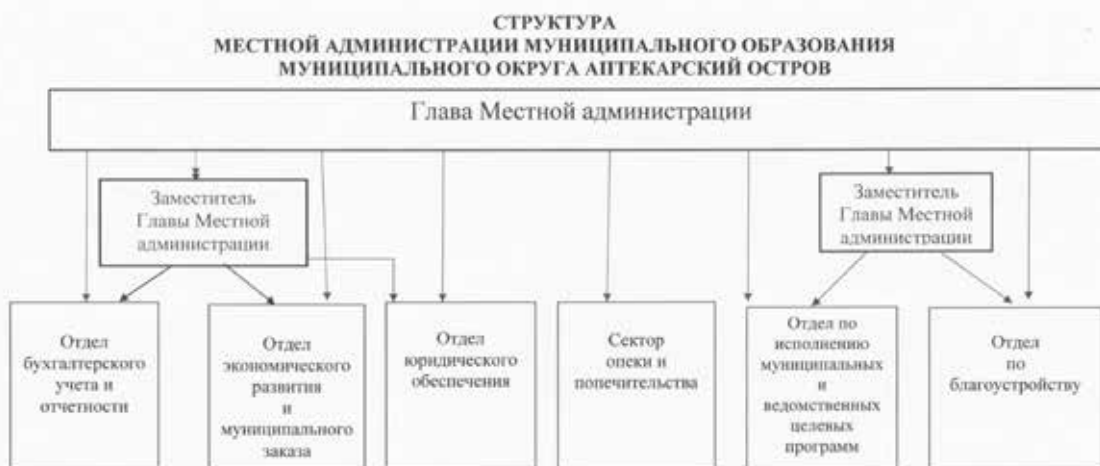 СТРУКТУРА
МЕСТНОЙ АДМИНИСТРАЦИИ МУНИЦИПАЛЬНОГО ОБРАЗОВАНИЯ
МУНИЦИПАЛЬНОГО ОКРУГА АПТЕКАРСКИЙ ОСТРОВ
Глава Местной администрации
Заместитель
Главы Местной
администрации
Заместитель
Главы Местной
администрации
Отдел
бухгалтерского
учета и
отчетности
Отдел
экономического
развития
и
муниципального
заказа
Отдел
юридического
обеспечения
Сектор
опеки и
попечительства
Отдел по
исполнению
муниципальных
и
ведомственных
целевых
программ
Отдел
по
благоустройству